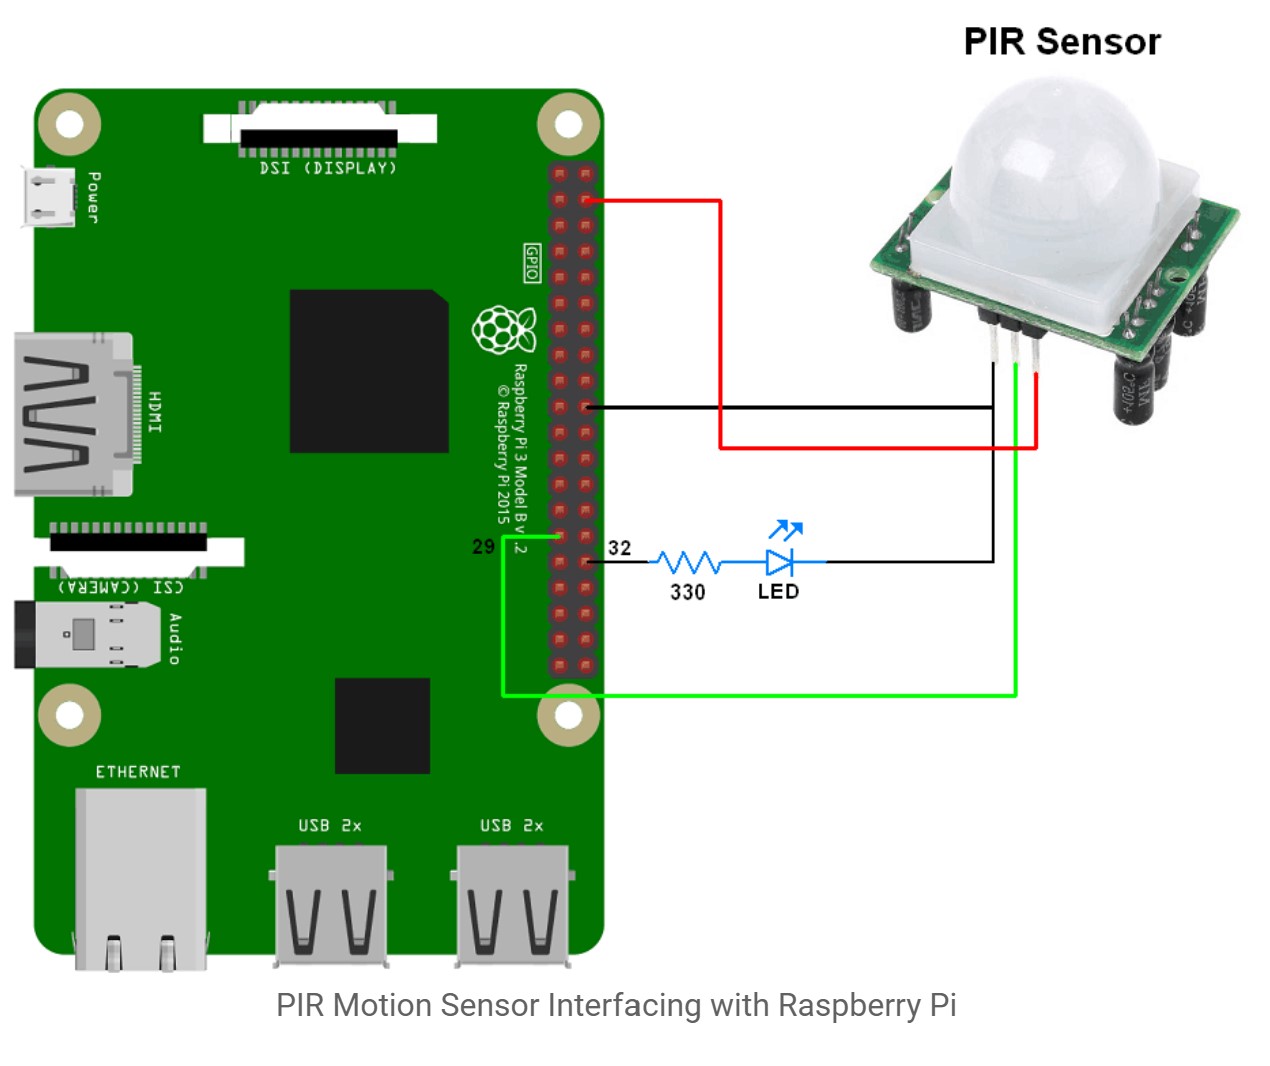 PIR Sensor
DSI (DISPLAY)
Power
GPIO
HDMI
Raspberry Pi 3 Model B v .2
© Raspberry Pi 2015
29
32
330
LED
CSI (CAMERA)
Audio
ETHERNET
USB 2x
USB 2x
PIR Motion Sensor Interfacing with Raspberry Pi